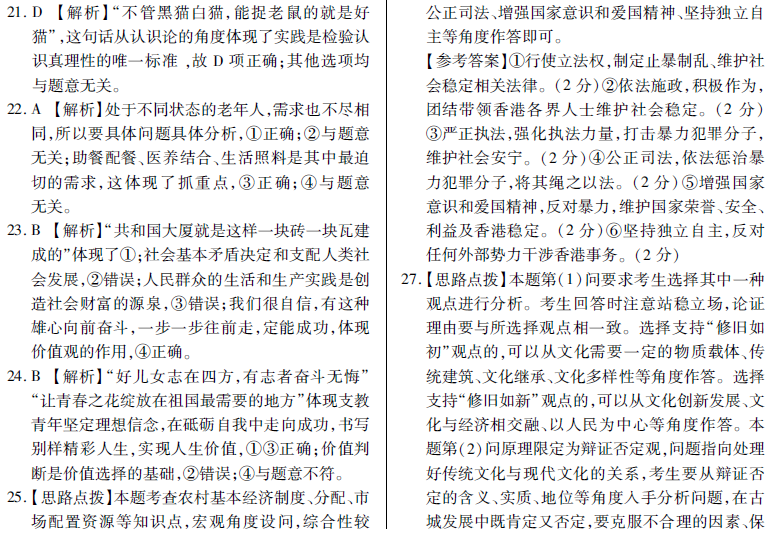 21. D 【解析】“不管黑猫白猫,能捉老鼠的就是好
猫”,这句话从认识论的角度体现了实践是检验认
识真理性的唯一标准,故 D 项正确;其他选项均
与题意无关。
22. A 【解析】处于不同状态的老年人,需求也不尽相
同,所以要具体问题具体分析,①正确;②与题意
无关;助餐配餐、医养结合、生活照料是其中最迫
切的需求,这体现了抓重点,③正确;④与题意
无关。
23. B 【解析】“共和国大厦就是这样一块砖一块瓦建
成的”体现了①;社会基本矛盾决定和支配人类社
会发展,②错误;人民群众的生活和生产实践是创
造社会财富的源泉,③错误;我们很自信,有这种
雄心向前奋斗,一步一步往前走,定能成功,体现
价值观的作用,④正确。
24. B 【解析】“好儿女志在四方,有志者奋斗无悔”
“让青春之花绽放在祖国最需要的地方”体现支教
青年坚定理想信念,在砥砺自我中走向成功,书写
别样精彩人生,实现人生价值,①③正确;价值判
断是价值选择的基础,②错误;④与题意不符。
25.【思路点拨】本题考查农村基本经济制度、分配、市
场配置资源等知识点,宏观角度设问,综合性较
公正司法、增强国家意识和爱国精神、坚持独立自
主等角度作答即可。
【参考答案】①行使立法权,制定止暴制乱、维护社
会稳定相关法律。(2 分)②依法施政,积极作为,
团结带领香港各界人士维护社会稳定。(2 分)
③严正执法,强化执法力量,打击暴力犯罪分子,
维护社会安宁。(2 分)④公正司法,依法惩治暴
力犯罪分子,将其绳之以法。(2 分)⑤增强国家
意识和爱国精神,反对暴力,维护国家荣誉、安全、
利益及香港稳定。(2 分)⑥坚持独立自主,反对
任何外部势力干涉香港事务。(2 分)
27.【思路点拨】本题第(1)问要求考生选择其中一种
观点进行分析。考生回答时注意站稳立场,论证
理由要与所选择观点相一致。选择支持“修旧如
初”观点的,可以从文化需要一定的物质载体、传
统建筑、文化继承、文化多样性等角度作答。选择
支持“修旧如新”观点的,可以从文化创新发展、文
化与经济相交融、以人民为中心等角度作答。本
题第(2)问原理限定为辩证否定观,问题指向处理
好传统文化与现代文化的关系,考生要从辩证否
定的含义、实质、地位等角度入手分析问题,在古
城发展中既肯定又否定,要克服不合理的因素、保